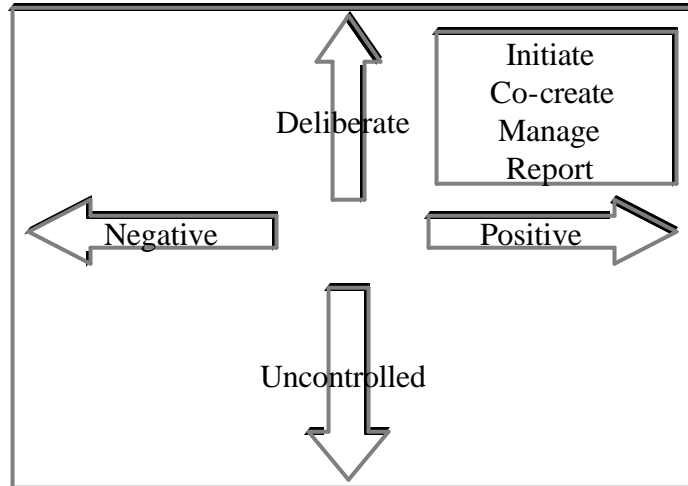 Initiate
Co-create
Deliberate
Manage
Report
Negative
Positive
Uncontrolled